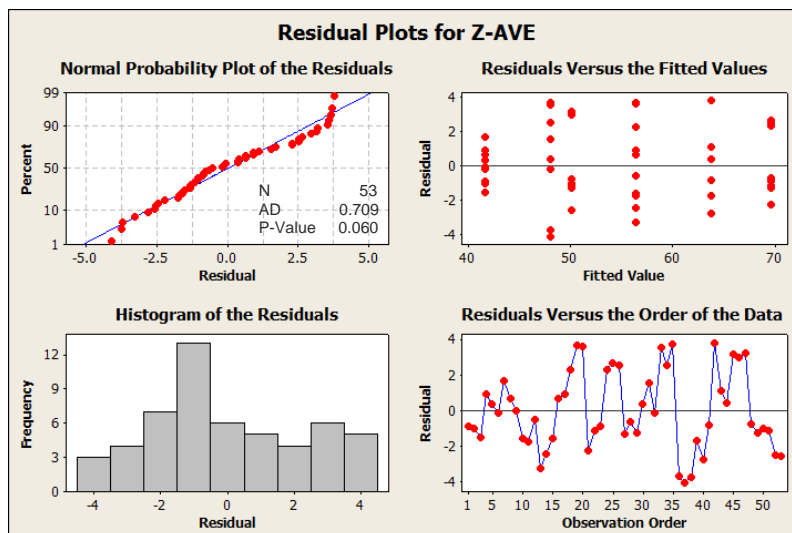 Residual Plots for Z-AVE
Normal Probability Plot of the Residuals
99
90
50
10
1
Percent
N 53
AD 0.709
P-Value 0.060
-5.0 -2.5 0.0 2.5 5.0
Residual
Residuals Versus the Fitted Values
4
2
0
-2
-4
Residual
40 50 60 70
Fitted Value
Histogram of the Residuals
12
9
6
3
0
Frequency
-4 -2 0 2 4
Residual
Residuals Versus the Order of the Data
4
2
0
-2
-4
Residual
1 5 10 15 20 25 30 35 40 45 50
Observation Order